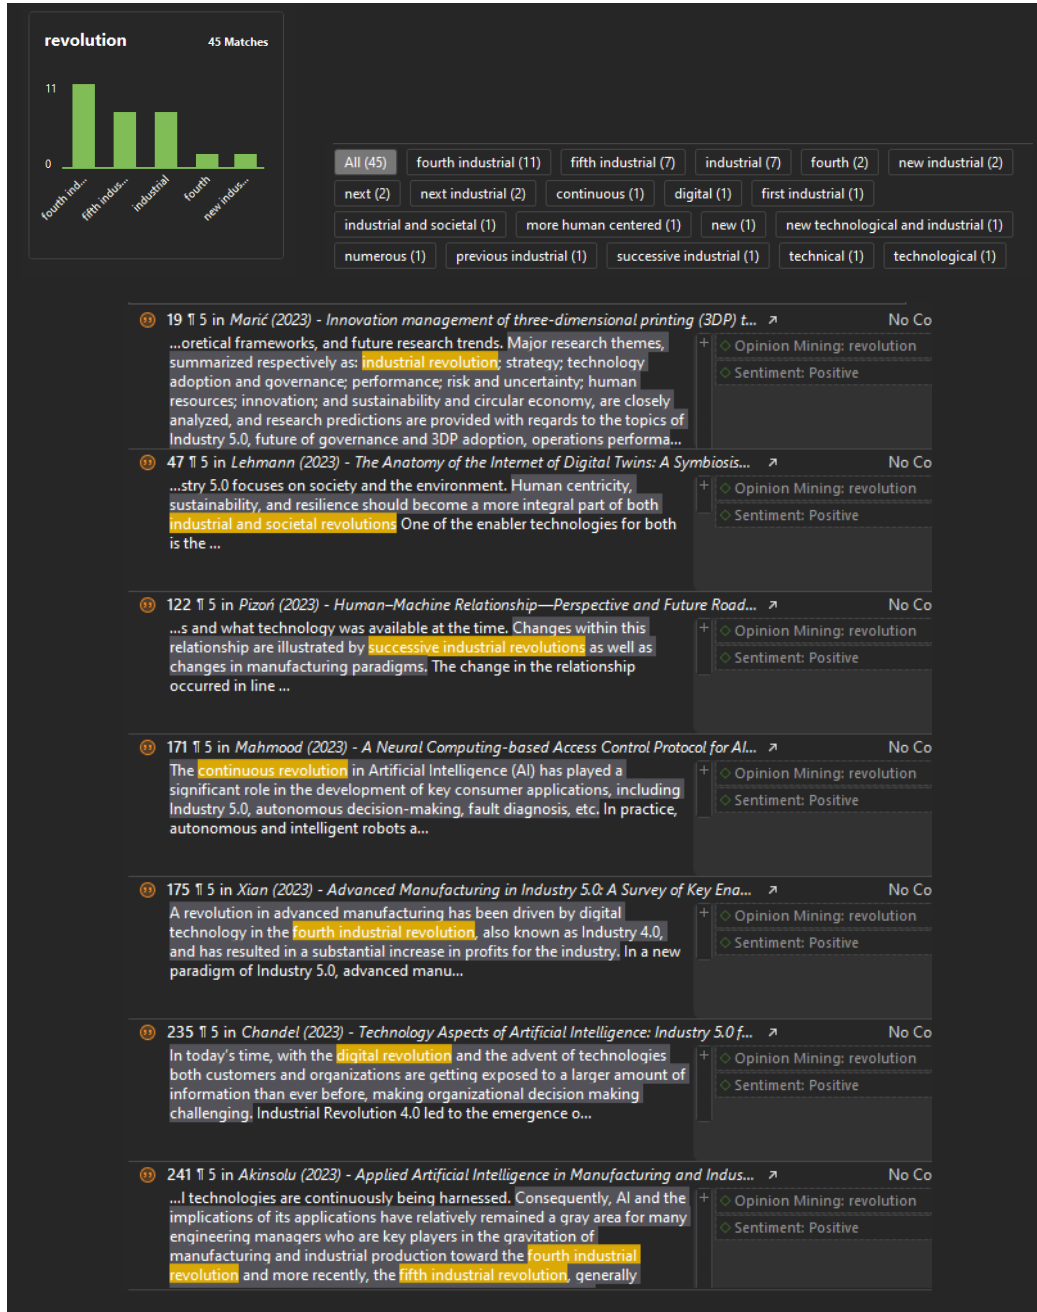 revolution
45 Matches
11
0
fourth ind...
fifth indus...
industrial
fourth
new indus...
All (45)
fourth industrial (11)
fifth industrial (7)
industrial (7)
fourth (2)
new industrial (2)
next (2)
next industrial (2)
continuous (1)
digital (1)
first industrial (1)
industrial and societal (1)
more human centered (1)
new (1)
new technological and industrial (1)
numerous (1)
previous industrial (1)
successive industrial (1)
technical (1)
technological (1)
19 ¶ 5 in Marić (2023) - Innovation management of three-dimensional printing (3DP) t... ↗ No Co
...oretical frameworks, and future research trends. Major research themes,
summarized respectively as: industrial revolution; strategy; technology
adoption and governance; performance; risk and uncertainty; human
resources; innovation; and sustainability and circular economy, are closely
analyzed, and research predictions are provided with regards to the topics of
Industry 5.0, future of governance and 3DP adoption, operations performa...
+
Opinion Mining: revolution
Sentiment: Positive
47 ¶ 5 in Lehmann (2023) - The Anatomy of the Internet of Digital Twins: A Symbiosis... ↗ No Co
...stry 5.0 focuses on society and the environment. Human centricity,
sustainability, and resilience should become a more integral part of both
industrial and societal revolutions One of the enabler technologies for both
is the ...
+
Opinion Mining: revolution
Sentiment: Positive
122 ¶ 5 in Pizoń (2023) - Human–Machine Relationship—Perspective and Future Road... ↗ No Co
...s and what technology was available at the time. Changes within this
relationship are illustrated by successive industrial revolutions as well as
changes in manufacturing paradigms. The change in the relationship
occurred in line ...
+
Opinion Mining: revolution
Sentiment: Positive
171 ¶ 5 in Mahmood (2023) - A Neural Computing-based Access Control Protocol for AI... ↗ No Co
The continuous revolution in Artificial Intelligence (AI) has played a
significant role in the development of key consumer applications, including
Industry 5.0, autonomous decision-making, fault diagnosis, etc. In practice,
autonomous and intelligent robots a...
+
Opinion Mining: revolution
Sentiment: Positive
175 ¶ 5 in Xian (2023) - Advanced Manufacturing in Industry 5.0: A Survey of Key Ena... ↗ No Co
A revolution in advanced manufacturing has been driven by digital
technology in the fourth industrial revolution, also known as Industry 4.0,
and has resulted in a substantial increase in profits for the industry. In a new
paradigm of Industry 5.0, advanced manu...
+
Opinion Mining: revolution
Sentiment: Positive
235 ¶ 5 in Chandel (2023) - Technology Aspects of Artificial Intelligence: Industry 5.0 f... ↗ No Co
In today's time, with the digital revolution and the advent of technologies
both customers and organizations are getting exposed to a larger amount of
information than ever before, making organizational decision making
challenging. Industrial Revolution 4.0 led to the emergence o...
+
Opinion Mining: revolution
Sentiment: Positive
241 ¶ 5 in Akinsolu (2023) - Applied Artificial Intelligence in Manufacturing and Indus... ↗ No Co
...l technologies are continuously being harnessed. Consequently, AI and the
implications of its applications have relatively remained a gray area for many
engineering managers who are key players in the gravitation of
manufacturing and industrial production toward the fourth industrial
revolution and more recently, the fifth industrial revolution, generally
+
Opinion Mining: revolution
Sentiment: Positive